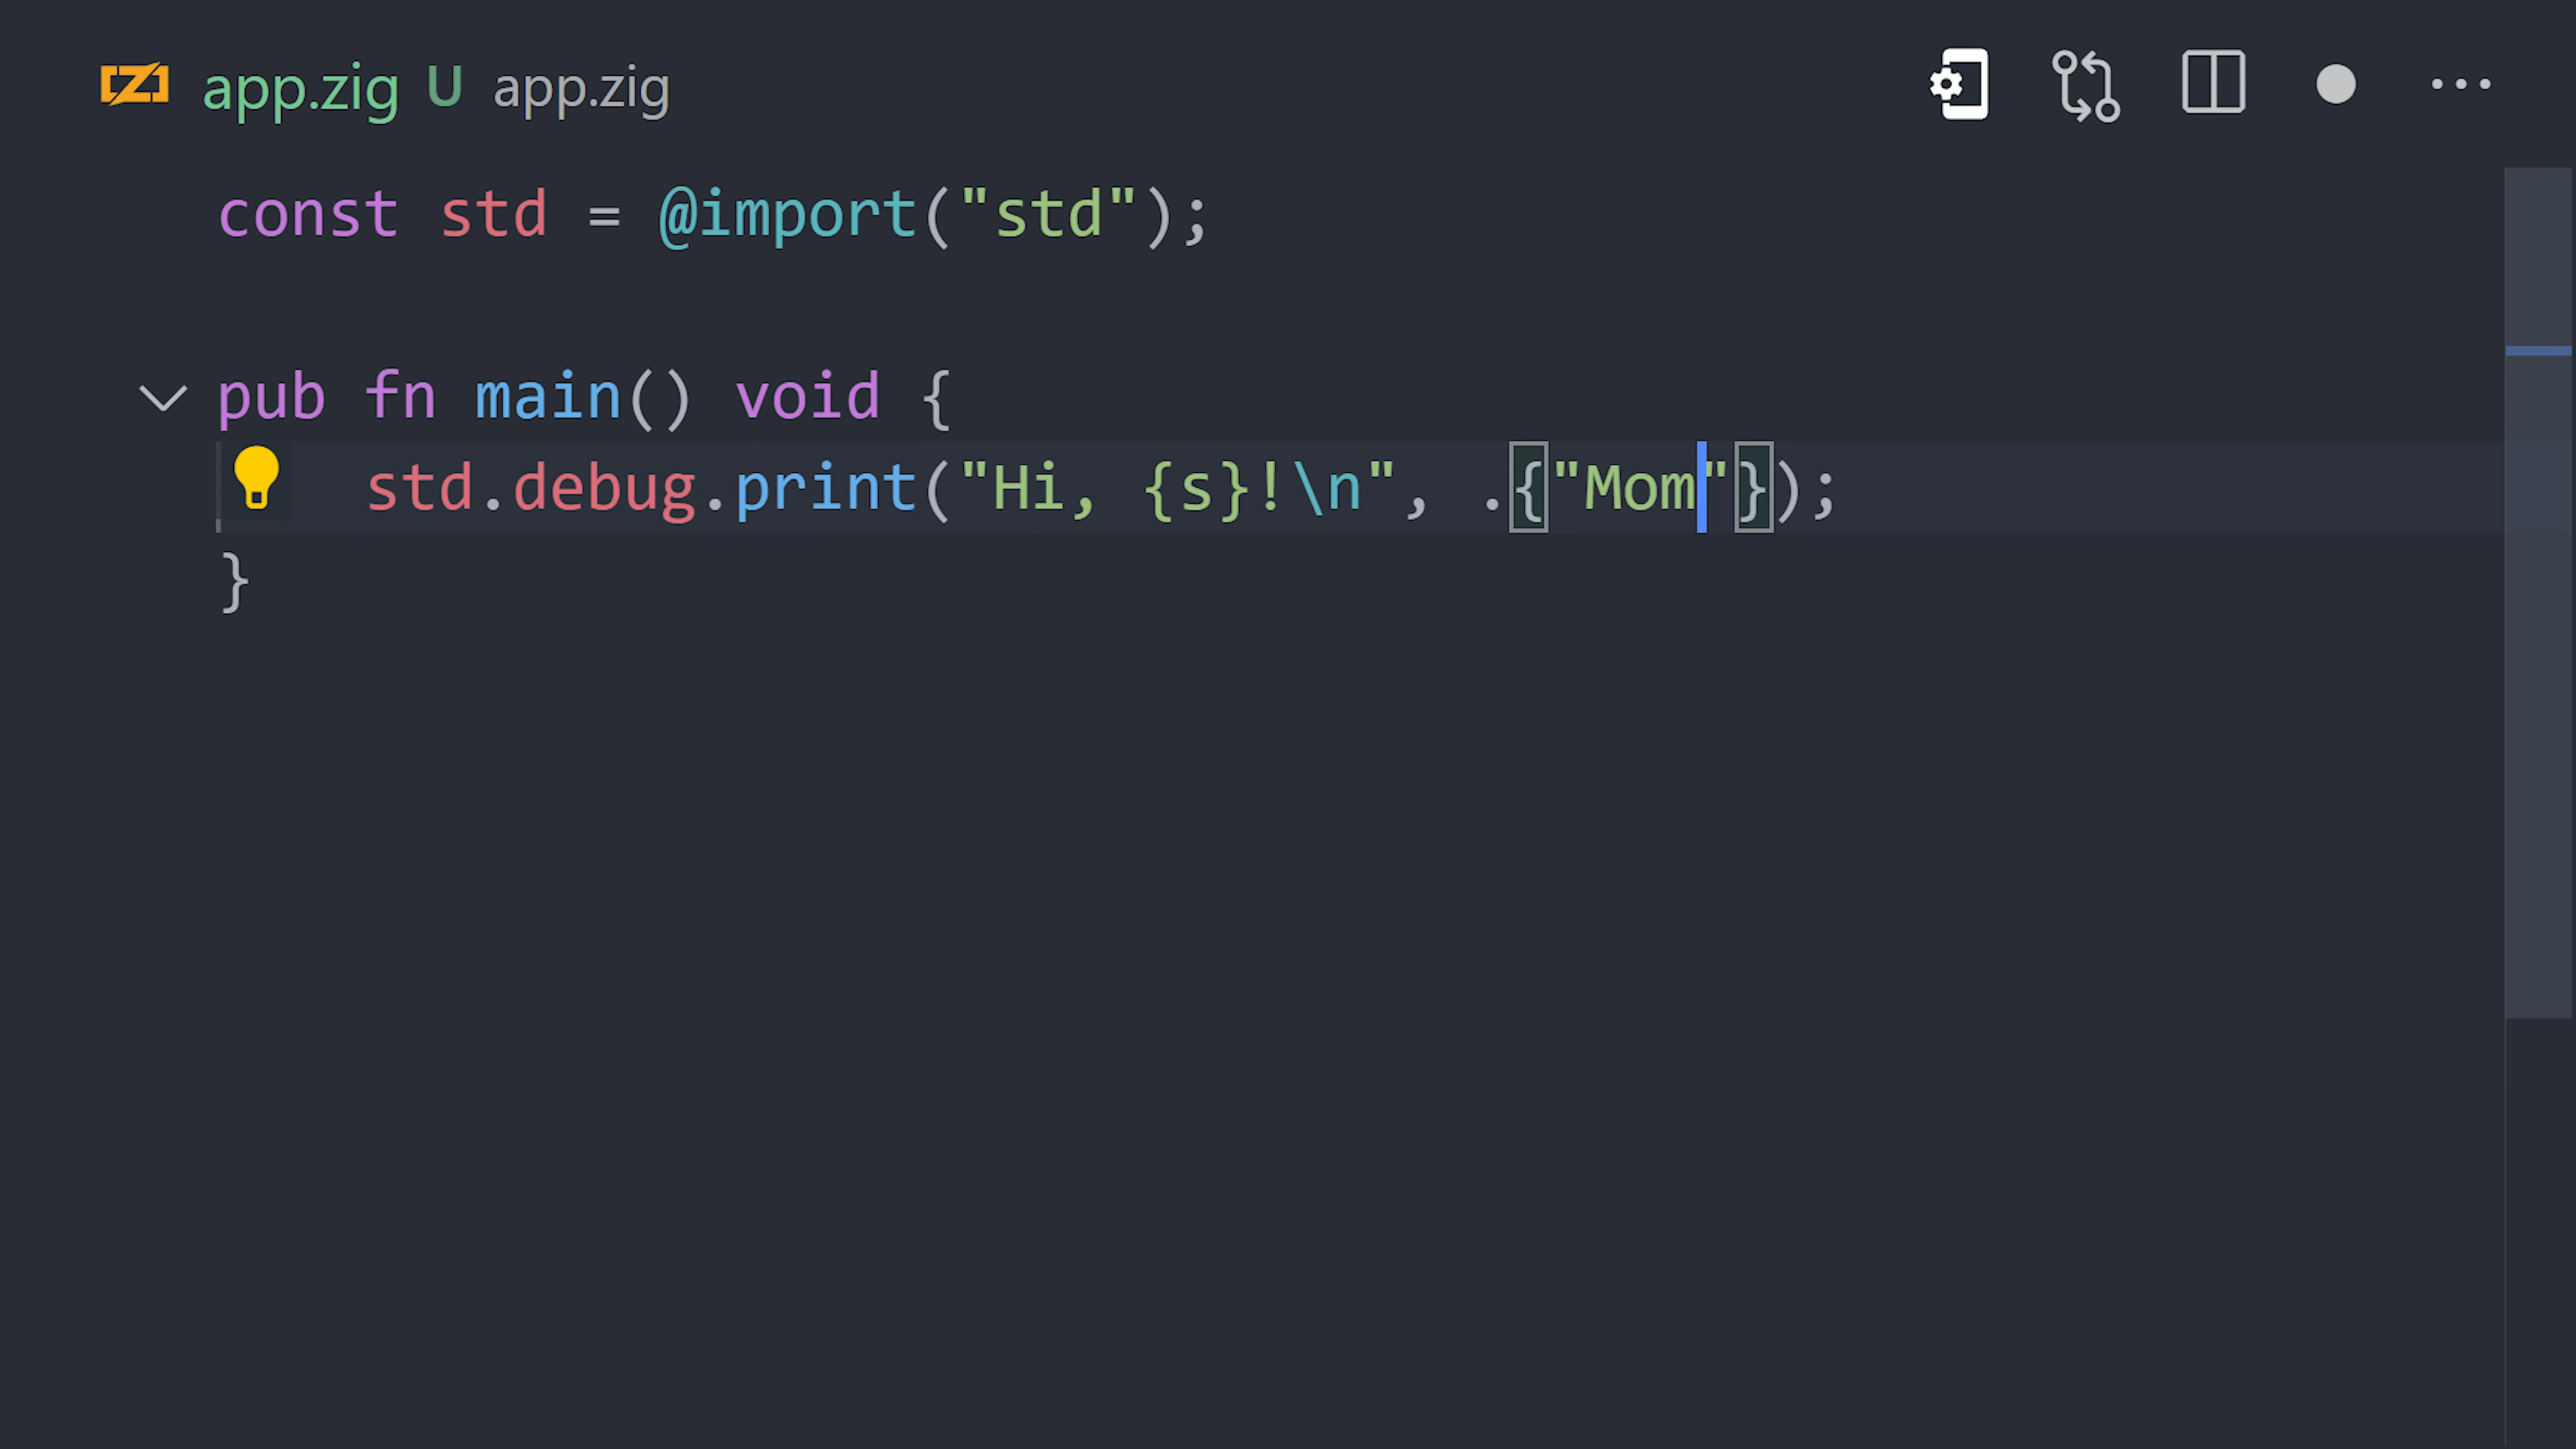 app.zig U app.zig
const std = @import("std");
pub fn main() void {
std.debug.print("Hi, {s}!\n", .{"Mom"});
}